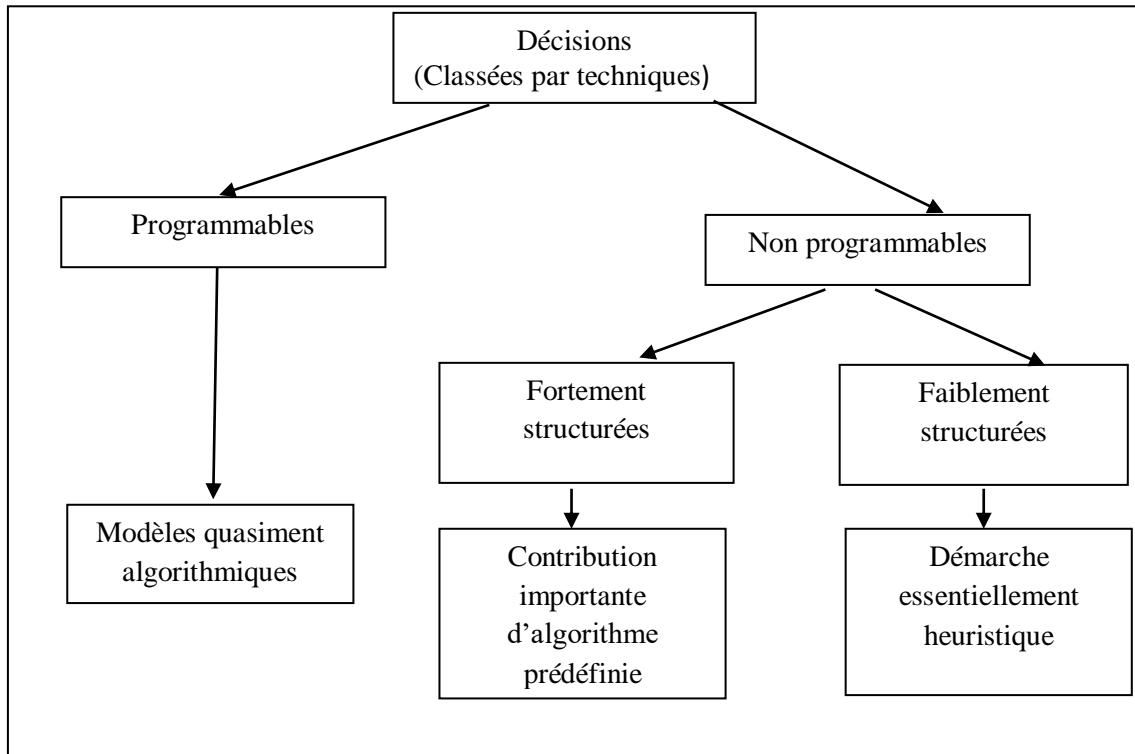 Décisions
(Classées par techniques)
Programmables
Non programmables
Fortement
structurées
Faiblement
structurées
Modèles quasiment
algorithmiques
Contribution
importante
d’algorithme
prédéfinie
Démarche
essentiellement
heuristique